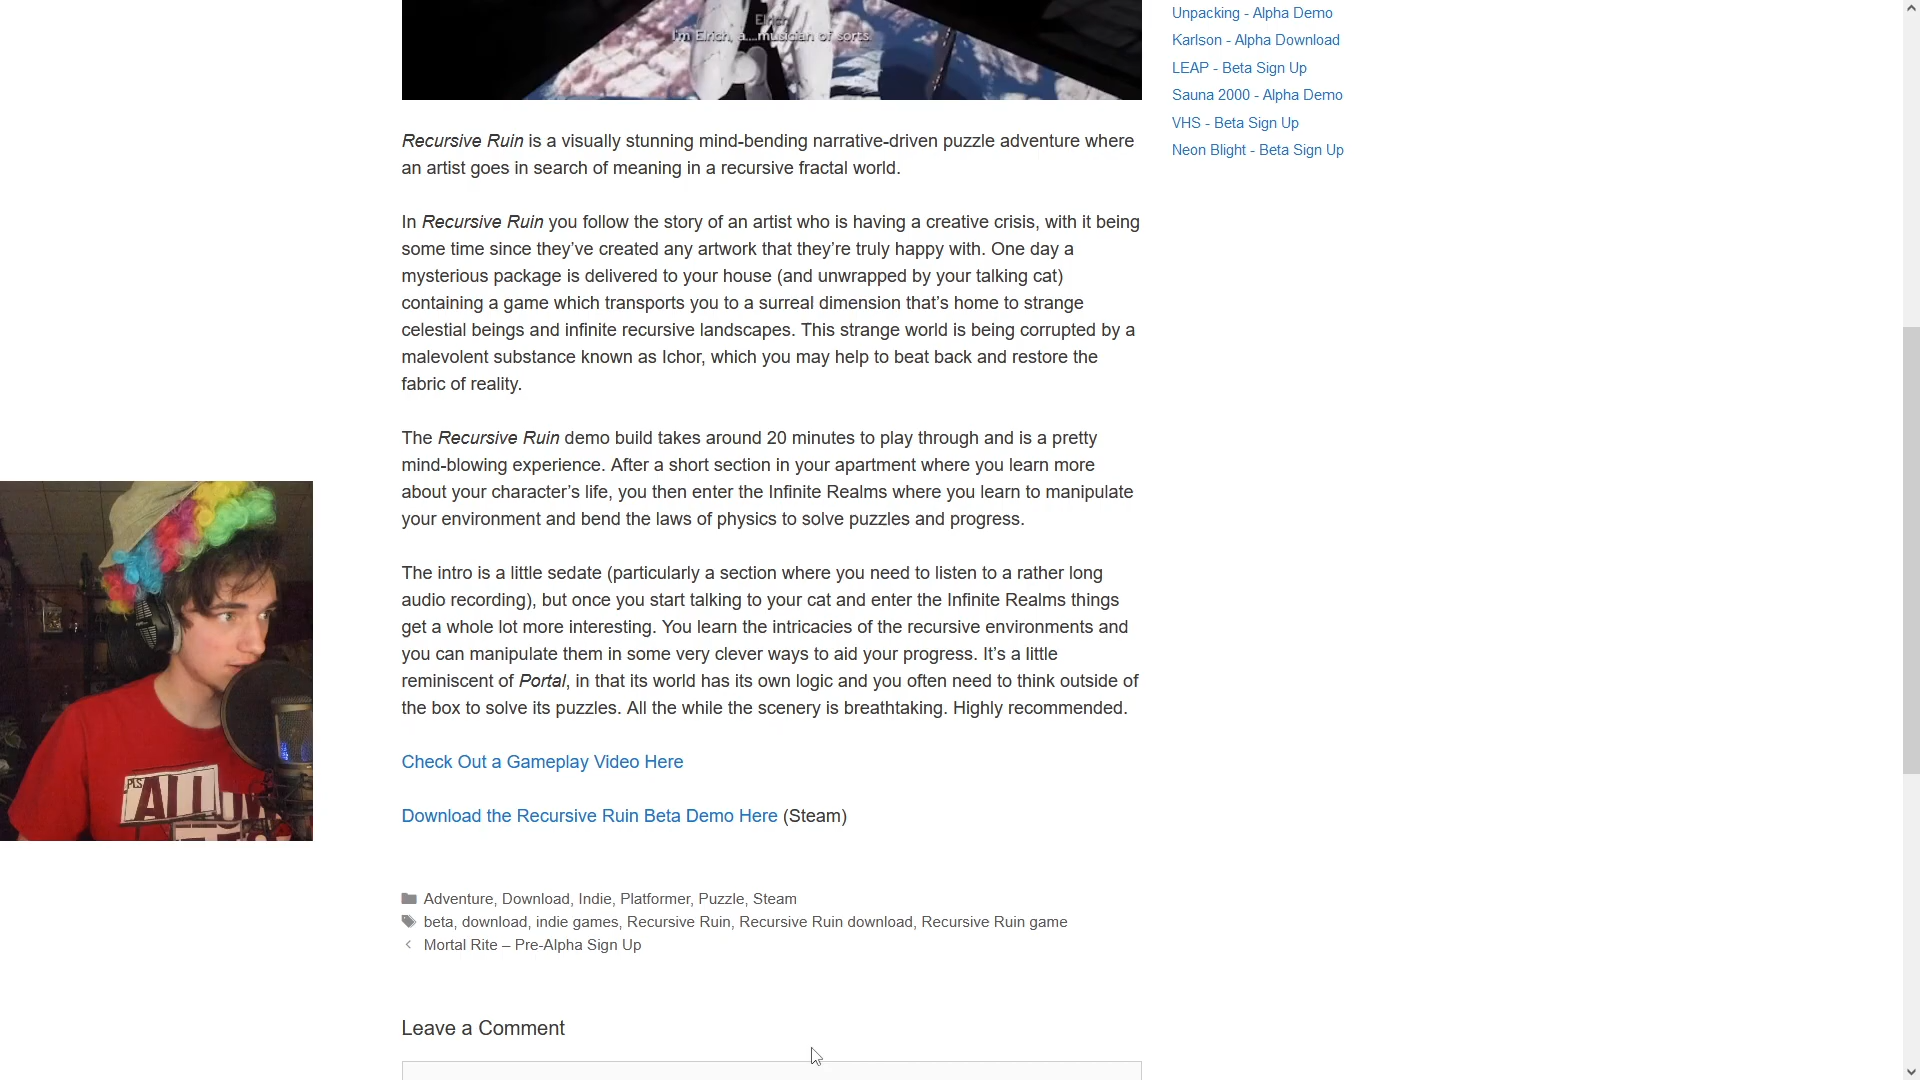 Elrich
I'm Elrich, a....musician of sorts.
Recursive Ruin is a visually stunning mind-bending narrative-driven puzzle adventure where
an artist goes in search of meaning in a recursive fractal world.
In Recursive Ruin you follow the story of an artist who is having a creative crisis, with it being
some time since they’ve created any artwork that they’re truly happy with. One day a
mysterious package is delivered to your house (and unwrapped by your talking cat)
containing a game which transports you to a surreal dimension that’s home to strange
celestial beings and infinite recursive landscapes. This strange world is being corrupted by a
malevolent substance known as Ichor, which you may help to beat back and restore the
fabric of reality.
The Recursive Ruin demo build takes around 20 minutes to play through and is a pretty
mind-blowing experience. After a short section in your apartment where you learn more
about your character’s life, you then enter the Infinite Realms where you learn to manipulate
your environment and bend the laws of physics to solve puzzles and progress.
The intro is a little sedate (particularly a section where you need to listen to a rather long
audio recording), but once you start talking to your cat and enter the Infinite Realms things
get a whole lot more interesting. You learn the intricacies of the recursive environments and
you can manipulate them in some very clever ways to aid your progress. It’s a little
reminiscent of Portal, in that its world has its own logic and you often need to think outside of
the box to solve its puzzles. All the while the scenery is breathtaking. Highly recommended.
Check Out a Gameplay Video Here
Download the Recursive Ruin Beta Demo Here (Steam)
Adventure, Download, Indie, Platformer, Puzzle, Steam
beta, download, indie games, Recursive Ruin, Recursive Ruin download, Recursive Ruin game
Mortal Rite – Pre-Alpha Sign Up
Leave a Comment
Unpacking - Alpha Demo
Karlson - Alpha Download
LEAP - Beta Sign Up
Sauna 2000 - Alpha Demo
VHS - Beta Sign Up
Neon Blight - Beta Sign Up
PLS